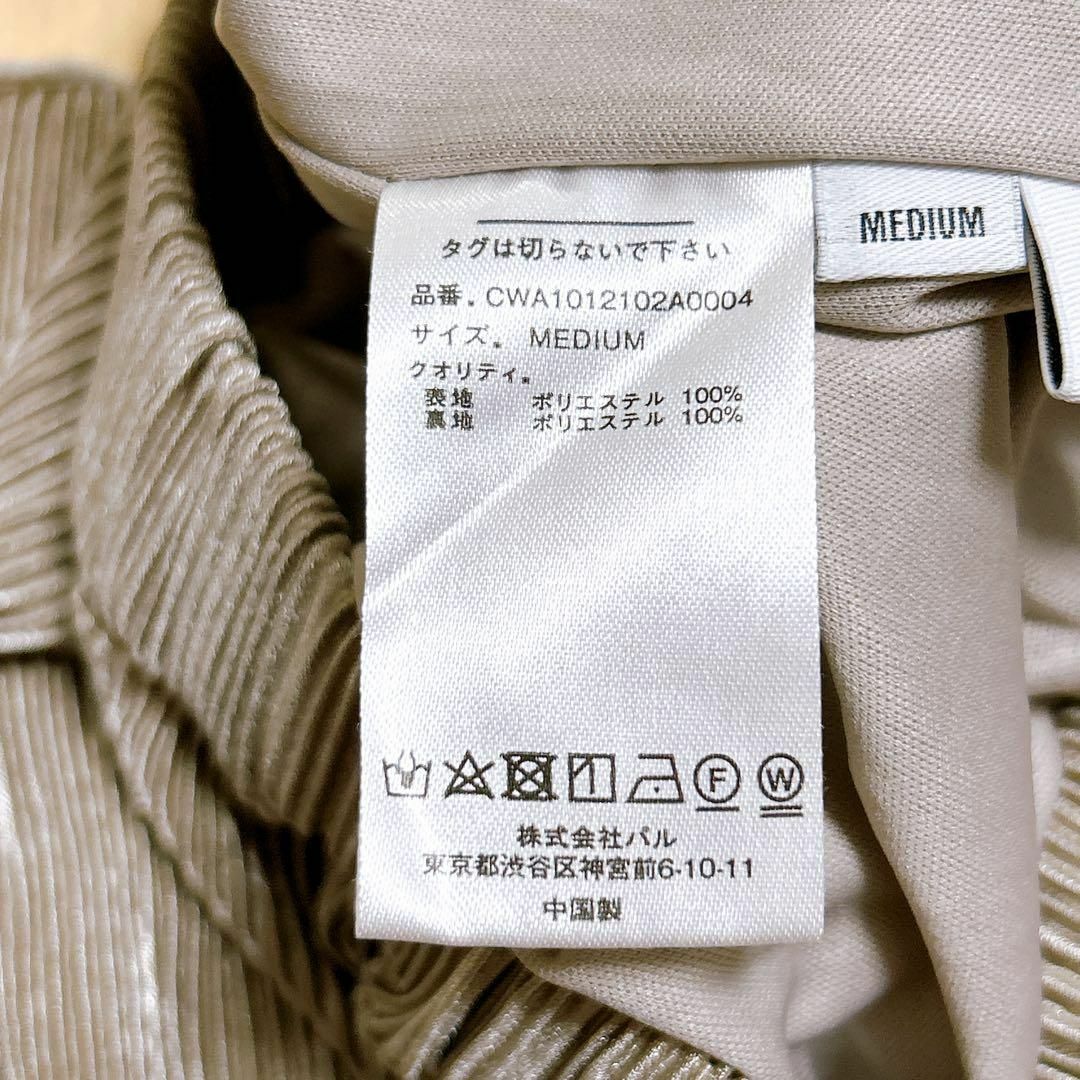 タグは切らないで下さい
品番. CWA1012102A0004
サイズ。 MEDIUM
クオリティ。
表地 ポリエステル 100%
裏地 ポリエステル 100%
F W
株式会社パル
東京都渋谷区神宮前6-10-11
中国製
MEDIUM